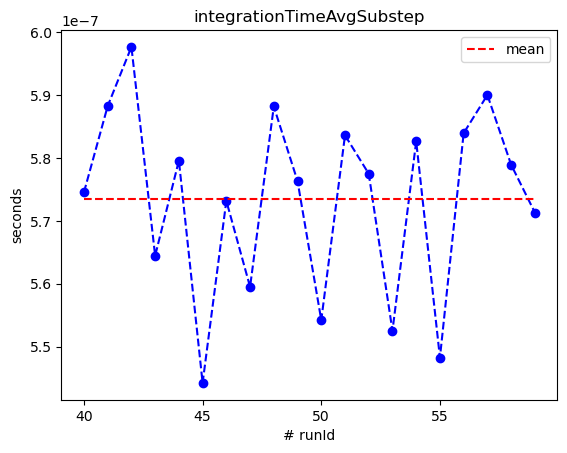 integrationTimeAvgSubstep
1e−7
6.0
5.9
5.8
5.7
5.6
5.5
seconds
mean
40
45
50
55
# runId